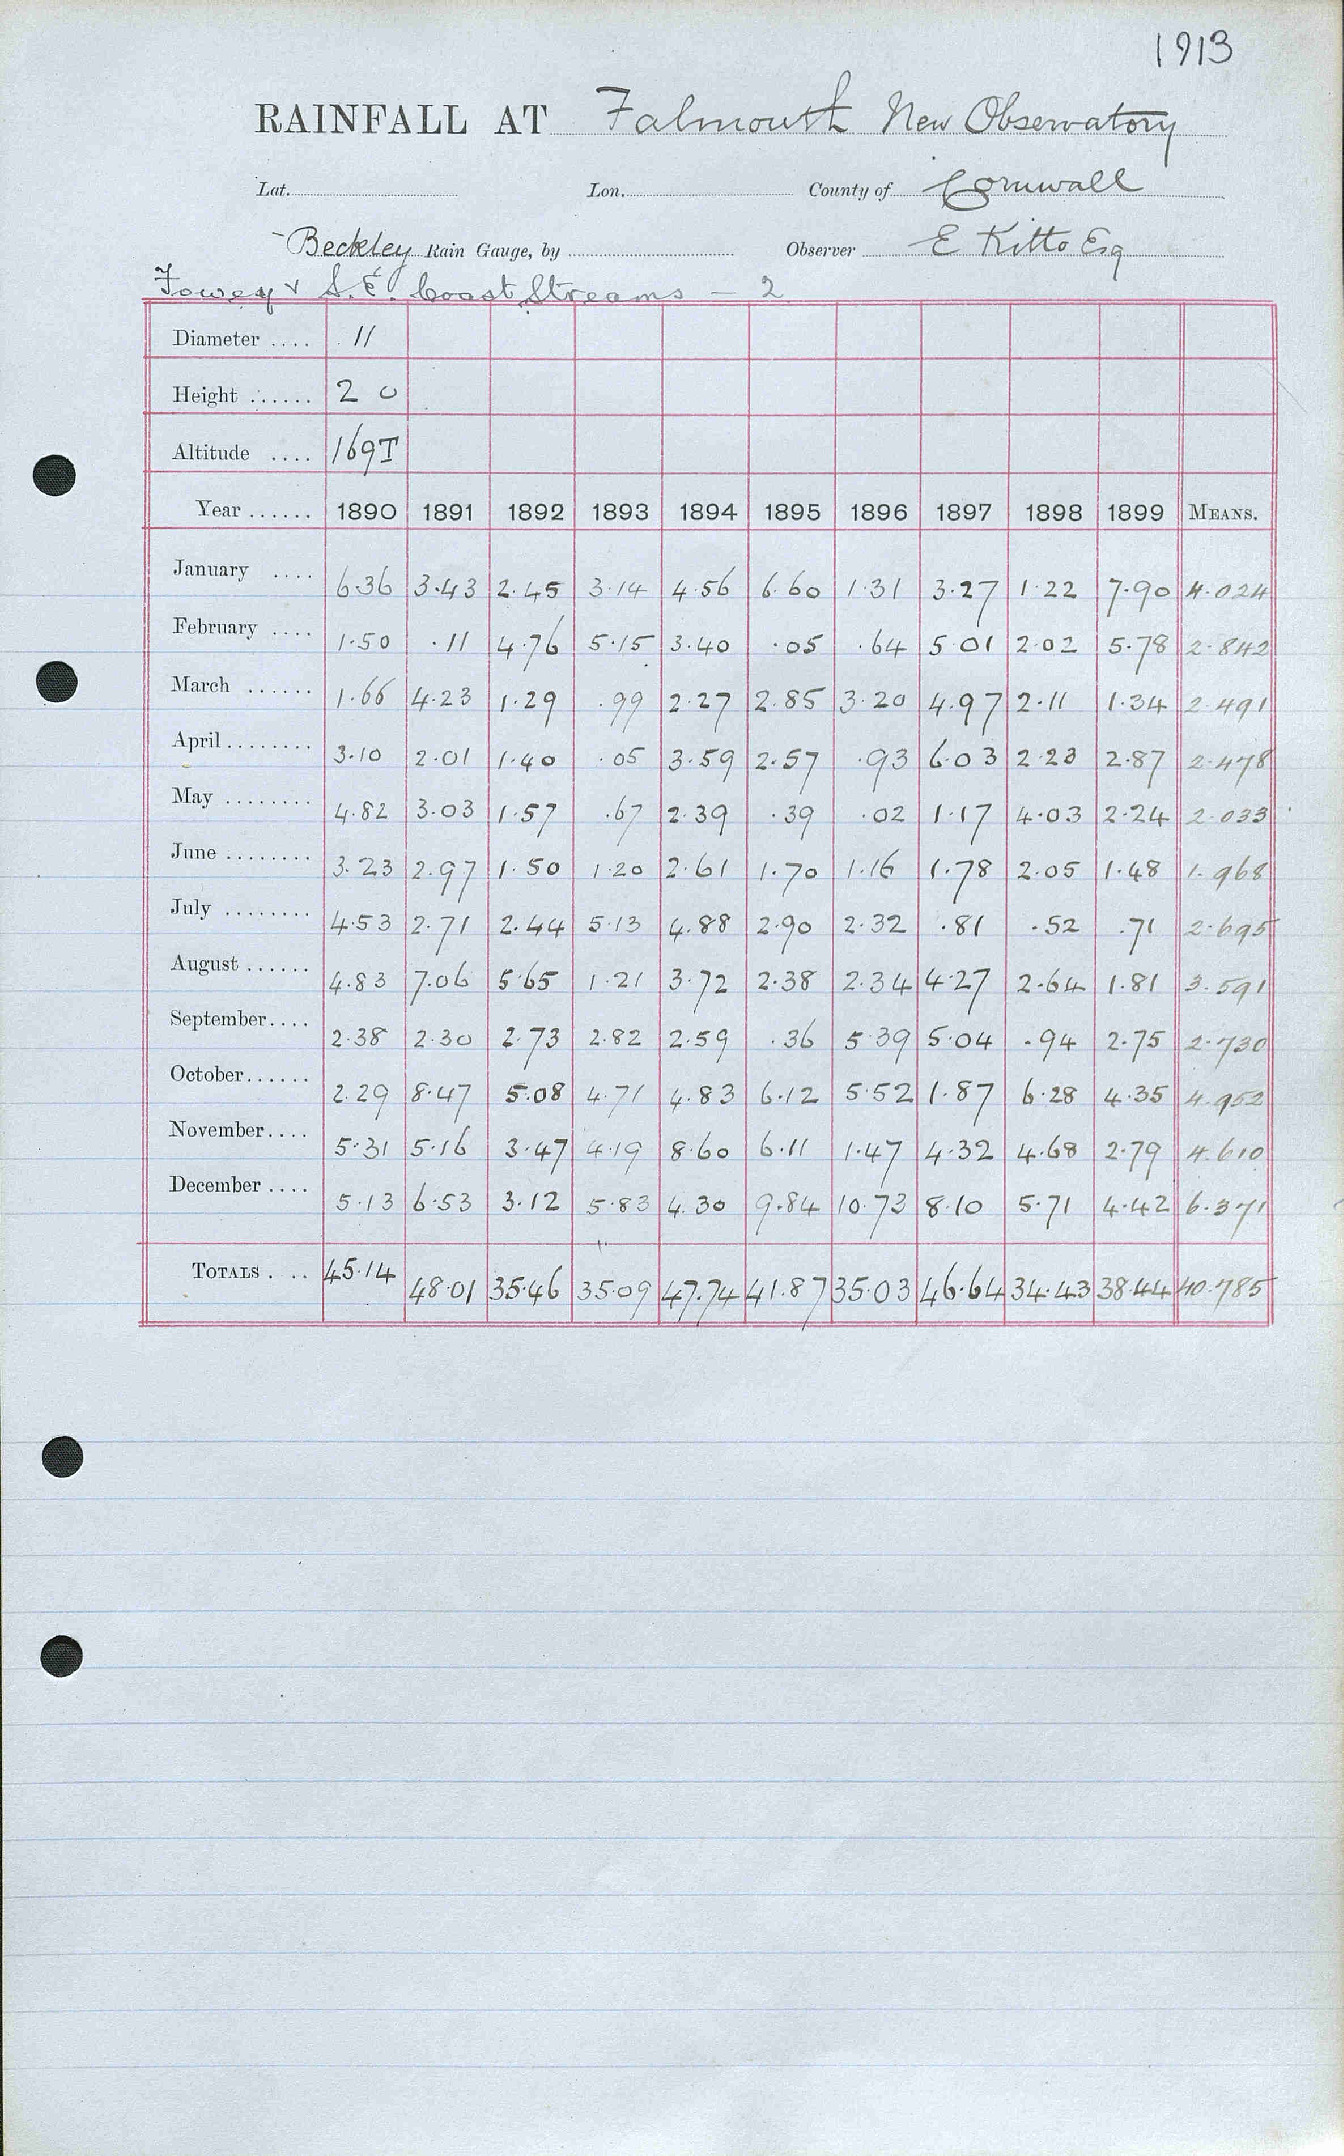 1913
RAINFALL AT Falmouth New Observatory
Lat. Lon. County of Cornwall
Beckley Rain Gauge, by Observer E Kitto Esq
Fowey & S.E. Coast Streams — 2
Diameter .... 11
Height ...... 2 0
Altitude .... 169T
Year ...... 1890 1891 1892 1893 1894 1895 1896 1897 1898 1899 MEANS.
January .... 6.36 3.43 2.45 3.14 4.56 6.60 1.31 3.27 1.22 7.90 4.024
February .... 1.50 .11 4.76 5.15 3.40 .05 .64 5.01 2.02 5.78 2.842
March ...... 1.66 4.23 1.29 .99 2.27 2.85 3.20 4.97 2.11 1.34 2.491
April ........ 3.10 2.01 1.40 .05 3.59 2.57 .93 6.03 2.23 2.87 2.478
May ........ 4.82 3.03 1.57 .67 2.39 .39 .02 1.17 4.03 2.24 2.033
June ........ 3.23 2.97 1.50 1.20 2.61 1.70 1.16 1.78 2.05 1.48 1.968
July ........ 4.53 2.71 2.44 5.13 4.88 2.90 2.32 .81 .52 .71 2.695
August ...... 4.83 7.06 5.65 1.21 3.72 2.38 2.34 4.27 2.64 1.81 3.591
September.... 2.38 2.30 2.73 2.82 2.59 .36 5.39 5.04 .94 2.75 2.730
October...... 2.29 8.47 5.08 4.71 4.83 6.12 5.52 1.87 6.28 4.35 4.952
November.... 5.31 5.16 3.47 4.19 8.60 6.11 1.47 4.32 4.68 2.79 4.610
December .... 5.13 6.53 3.12 5.83 4.30 9.84 10.73 8.10 5.71 4.42 6.371
TOTALS .... 45.14 48.01 35.46 35.09 47.74 41.87 35.03 46.64 34.43 38.44 40.785